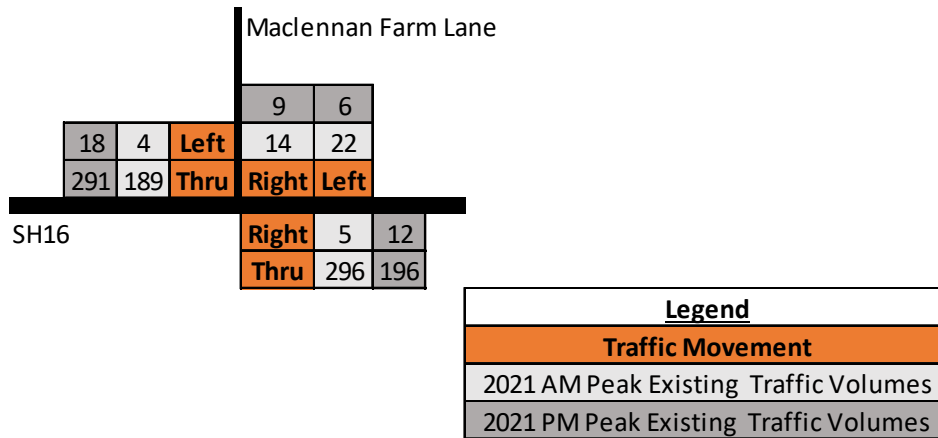 Maclennan Farm Lane
9 6
18 4 Left 14 22
291 189 Thru Right Left
SH16
Right 5 12
Thru 296 196
Legend
Traffic Movement
2021 AM Peak Existing Traffic Volumes
2021 PM Peak Existing Traffic Volumes